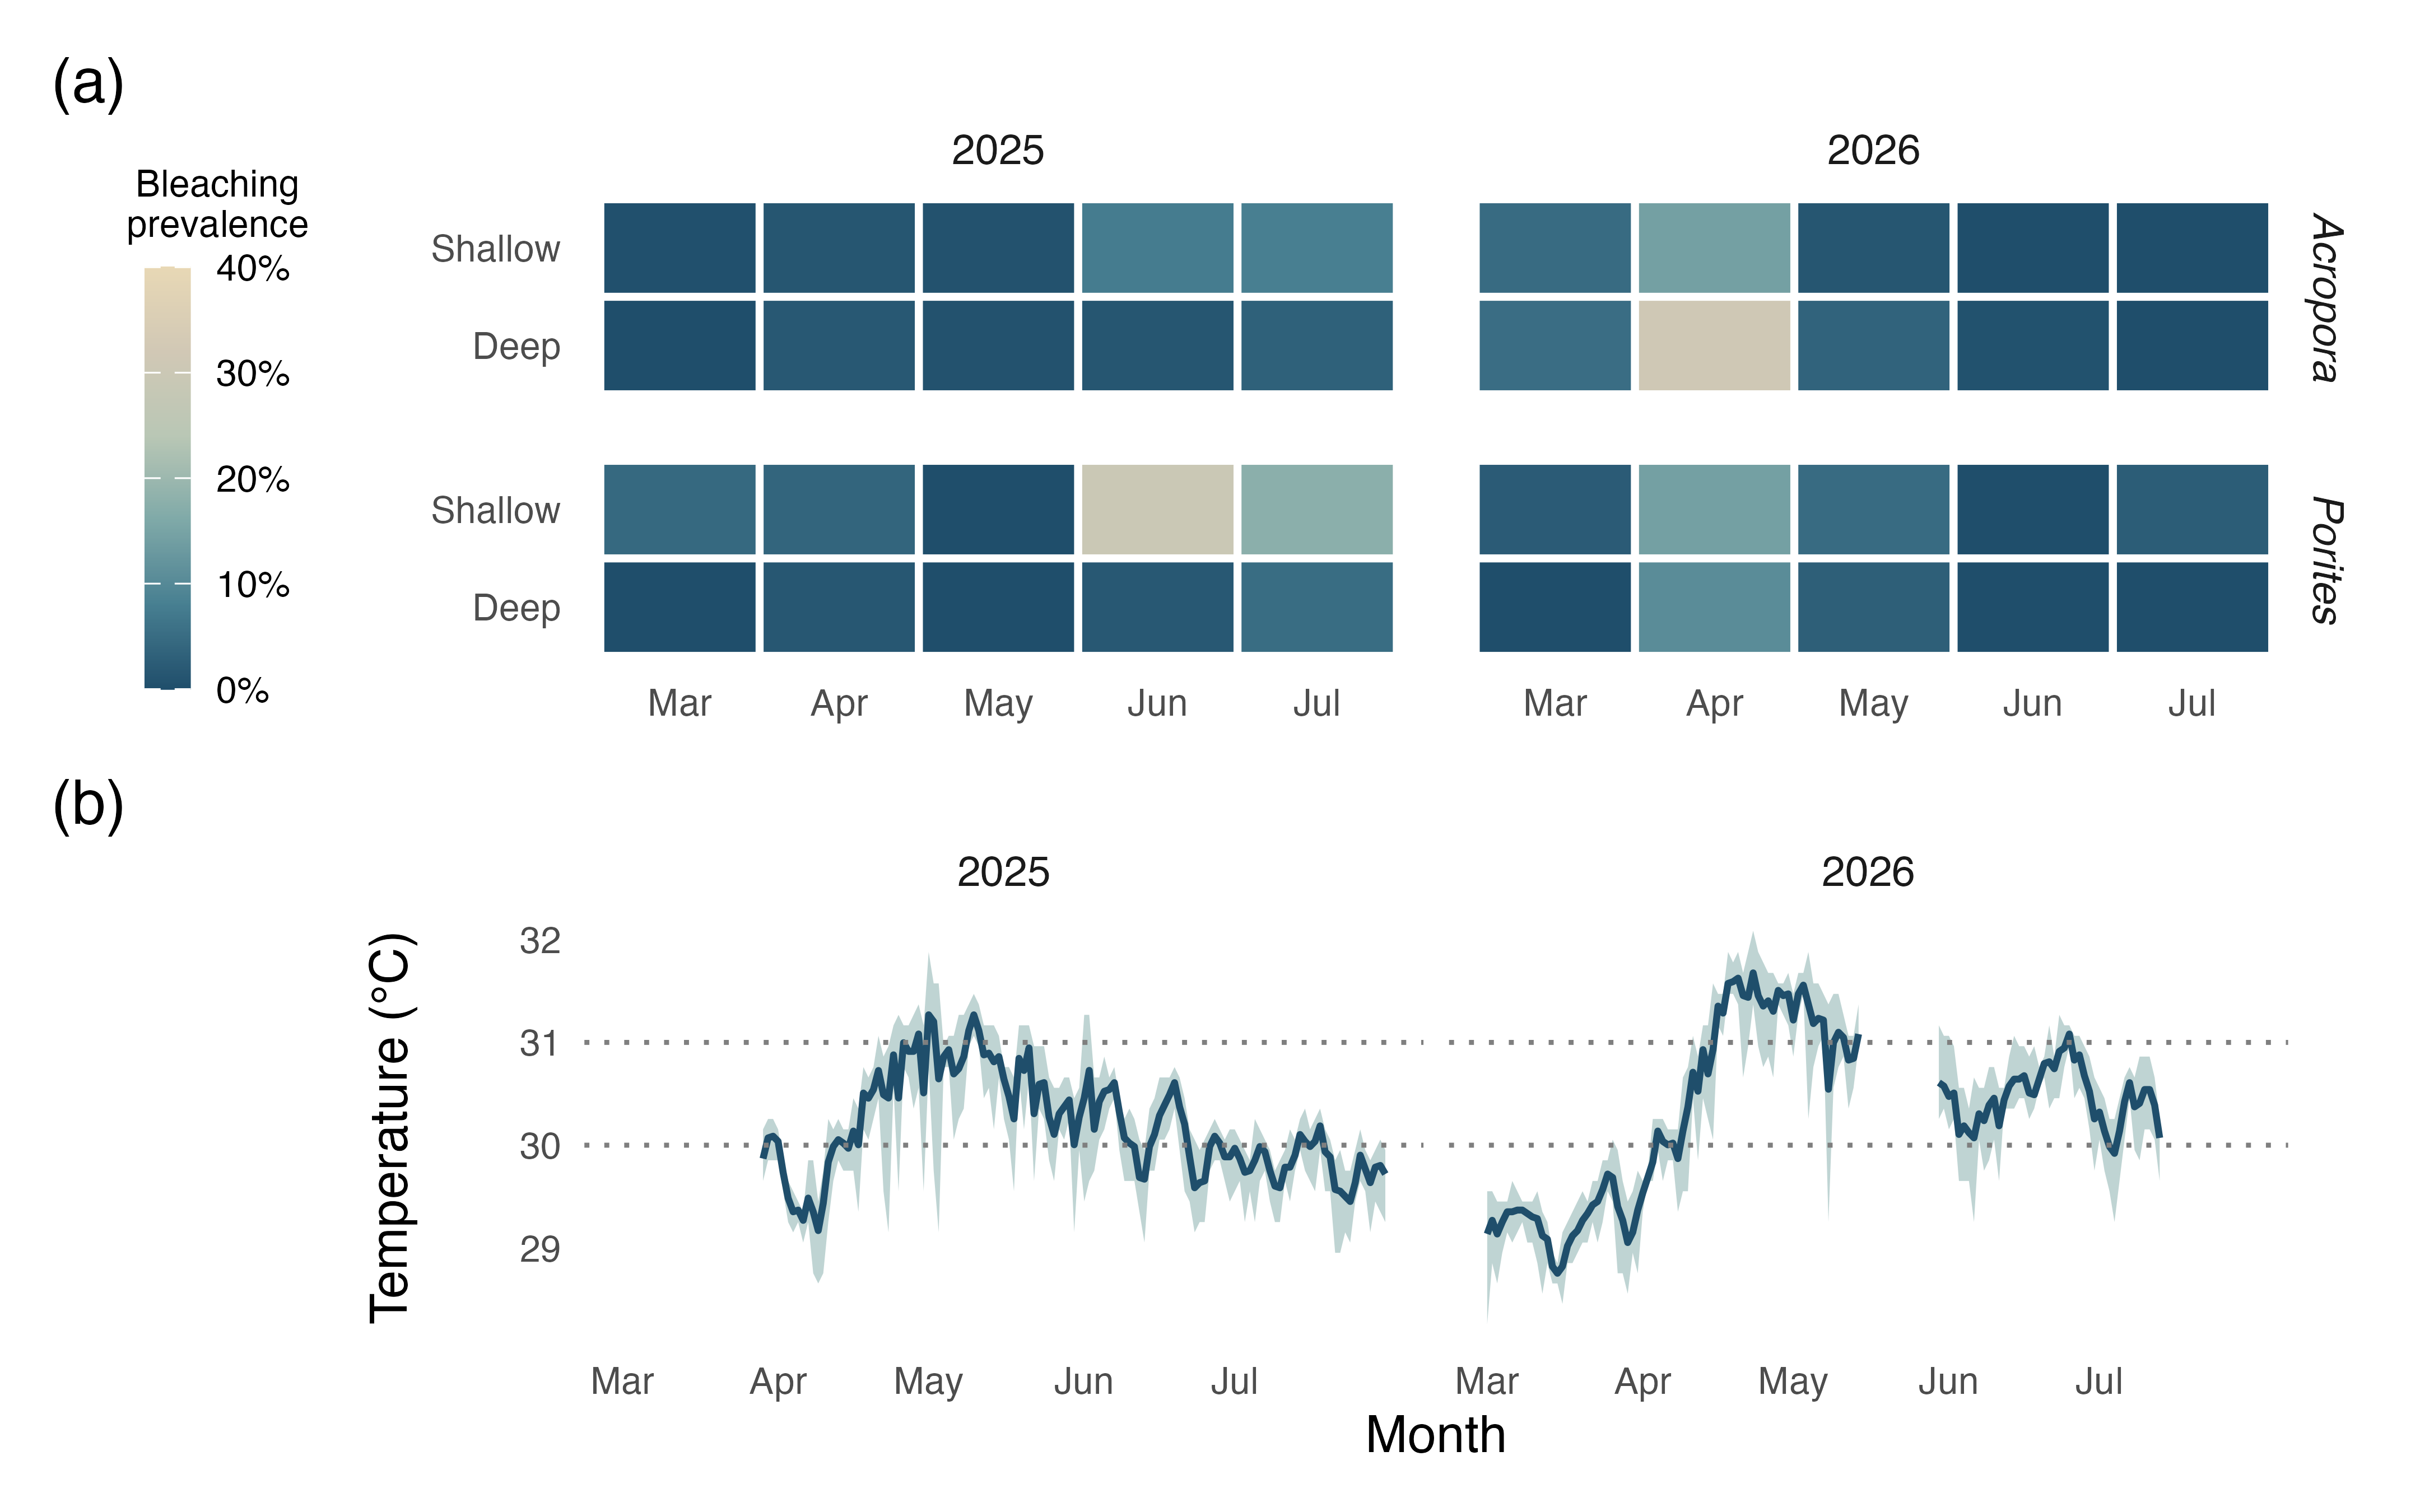 (a)
2025
2026
Bleaching
prevalence
40%
30%
20%
10%
0%
Shallow
Deep
Acropora
Shallow
Deep
Porites
Mar Apr May Jun Jul
Mar Apr May Jun Jul
(b)
2025
2026
Temperature (°C)
32
31
30
29
Mar Apr May Jun Jul
Mar Apr May Jun Jul
Month